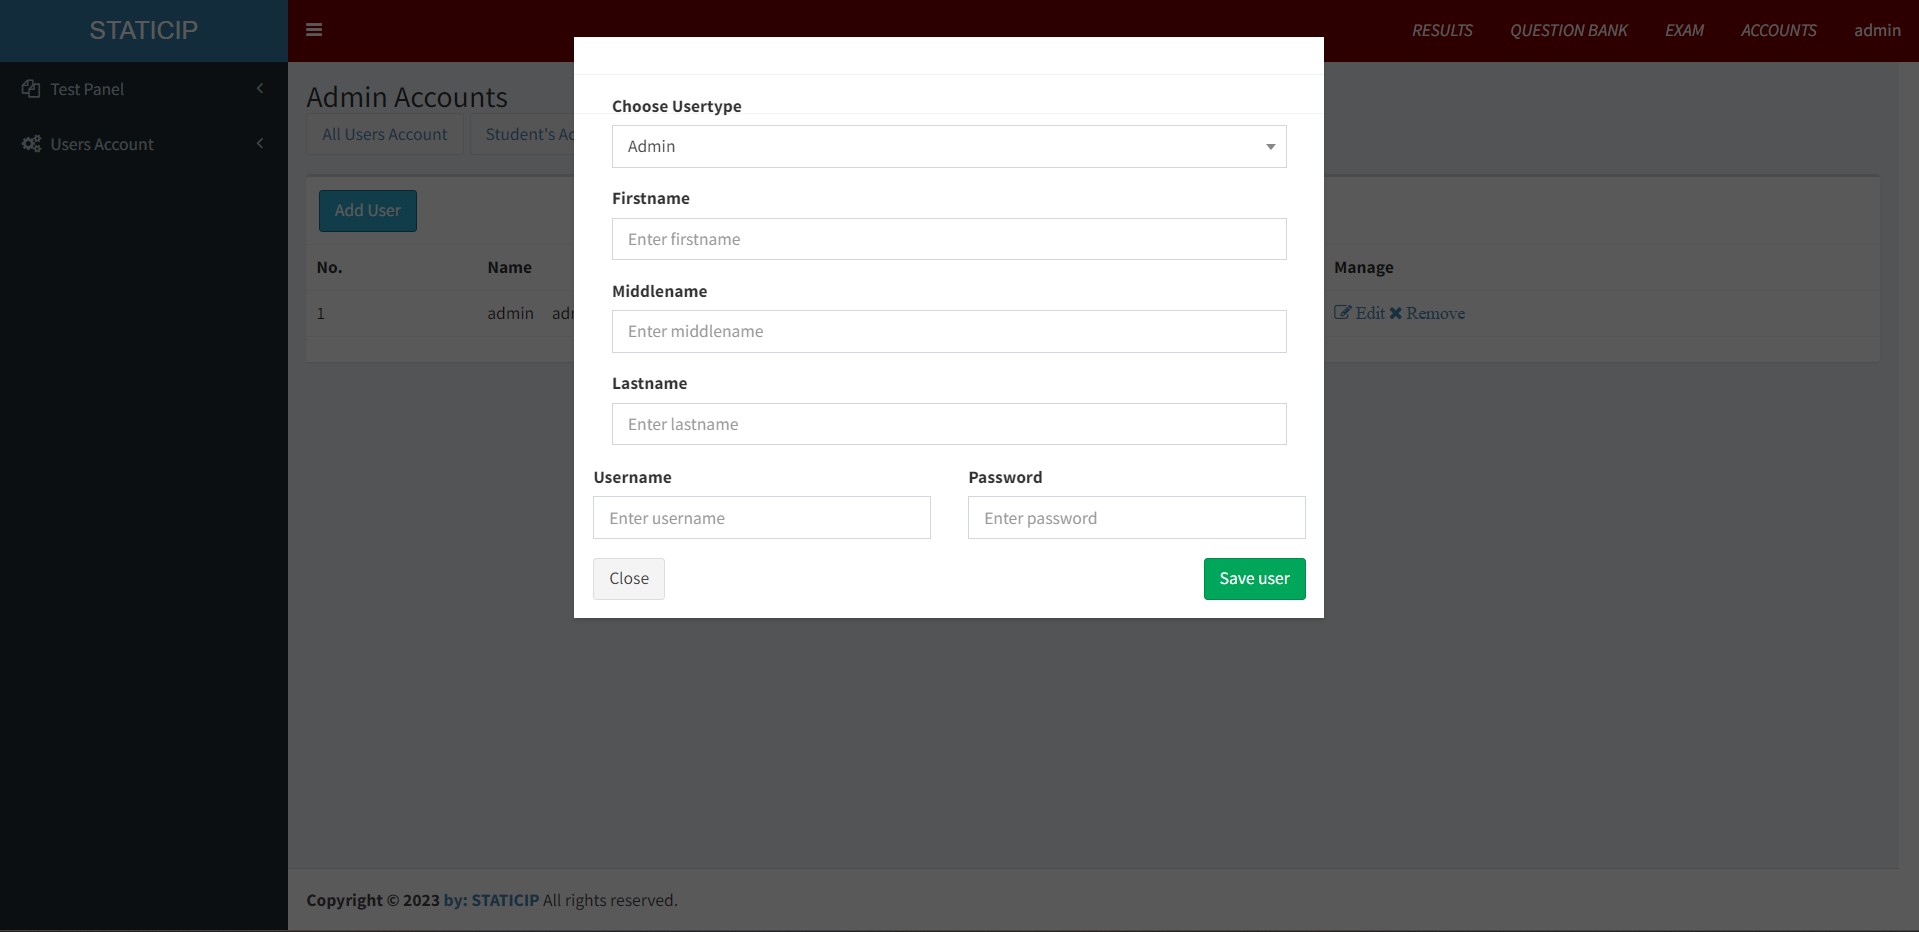 STATICIP
RESULTS QUESTION BANK EXAM ACCOUNTS admin
Test Panel
Users Account
Admin Accounts
All Users Account Student's
Add User
No. Name Manage
1 admin Edit Remove
Choose Usertype
Admin
Firstname
Enter firstname
Middlename
Enter middlename
Lastname
Enter lastname
Username Password
Enter username Enter password
Close Save user
Copyright © 2023 by: STATICIP All rights reserved.